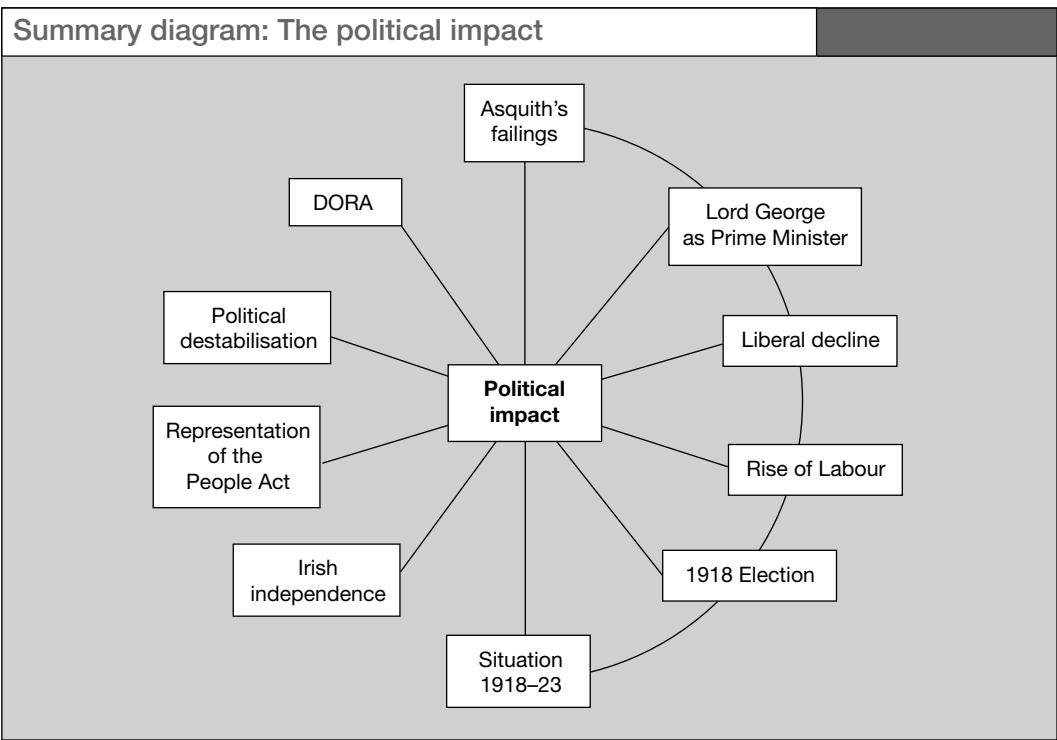 Summary diagram: The political impact
Asquith's
failings
DORA
Lord George
as Prime Minister
Political
destabilisation
Liberal decline
Political
impact
Representation
of the
People Act
Rise of Labour
Irish
independence
1918 Election
Situation
1918–23